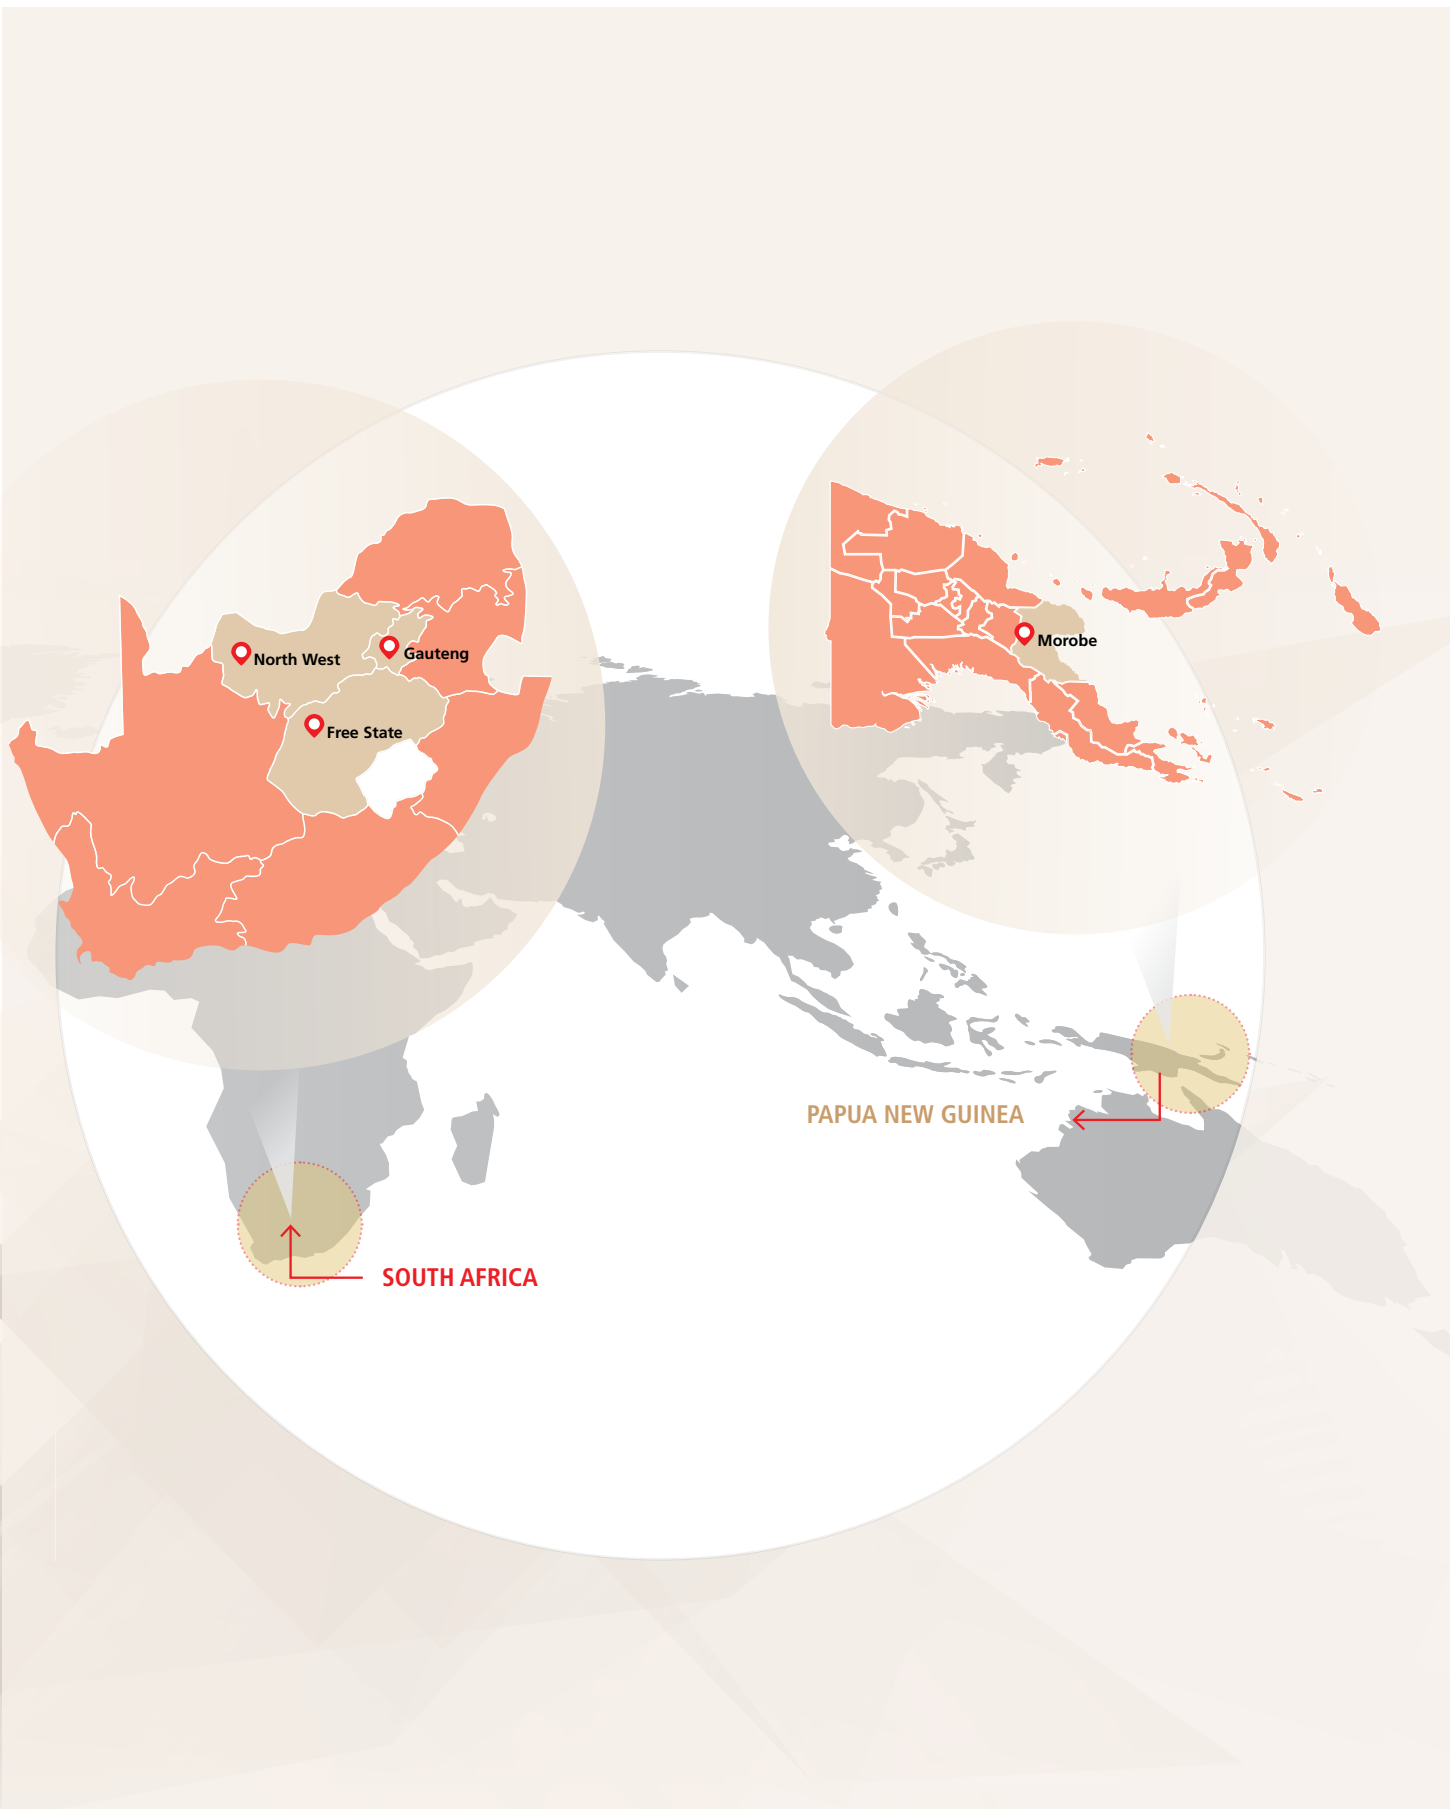 North West
Gauteng
Free State
Morobe
PAPUA NEW GUINEA
SOUTH AFRICA